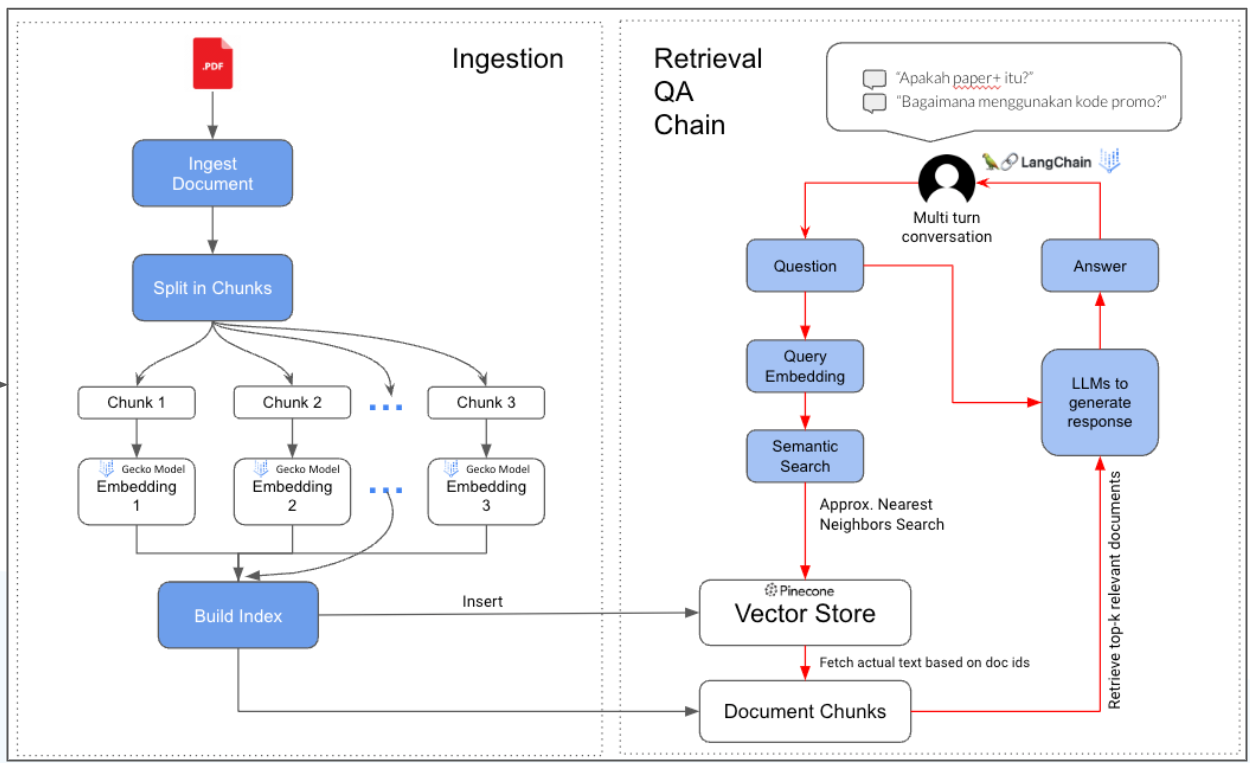 .PDF
Ingestion
Ingest
Document
Split in Chunks
Chunk 1
Chunk 2
Chunk 3
Gecko Model
Embedding
1
Gecko Model
Embedding
2
Gecko Model
Embedding
3
Build Index
Insert
Retrieval
QA
Chain
“Apakah paper+ itu?”
“Bagaimana menggunakan kode promo?”
LangChain
Multi turn
conversation
Question
Answer
Query
Embedding
LLMs to
generate
response
Semantic
Search
Approx. Nearest
Neighbors Search
Pinecone
Vector Store
Fetch actual text based on doc ids
Document Chunks
Retrieve top-k relevant documents